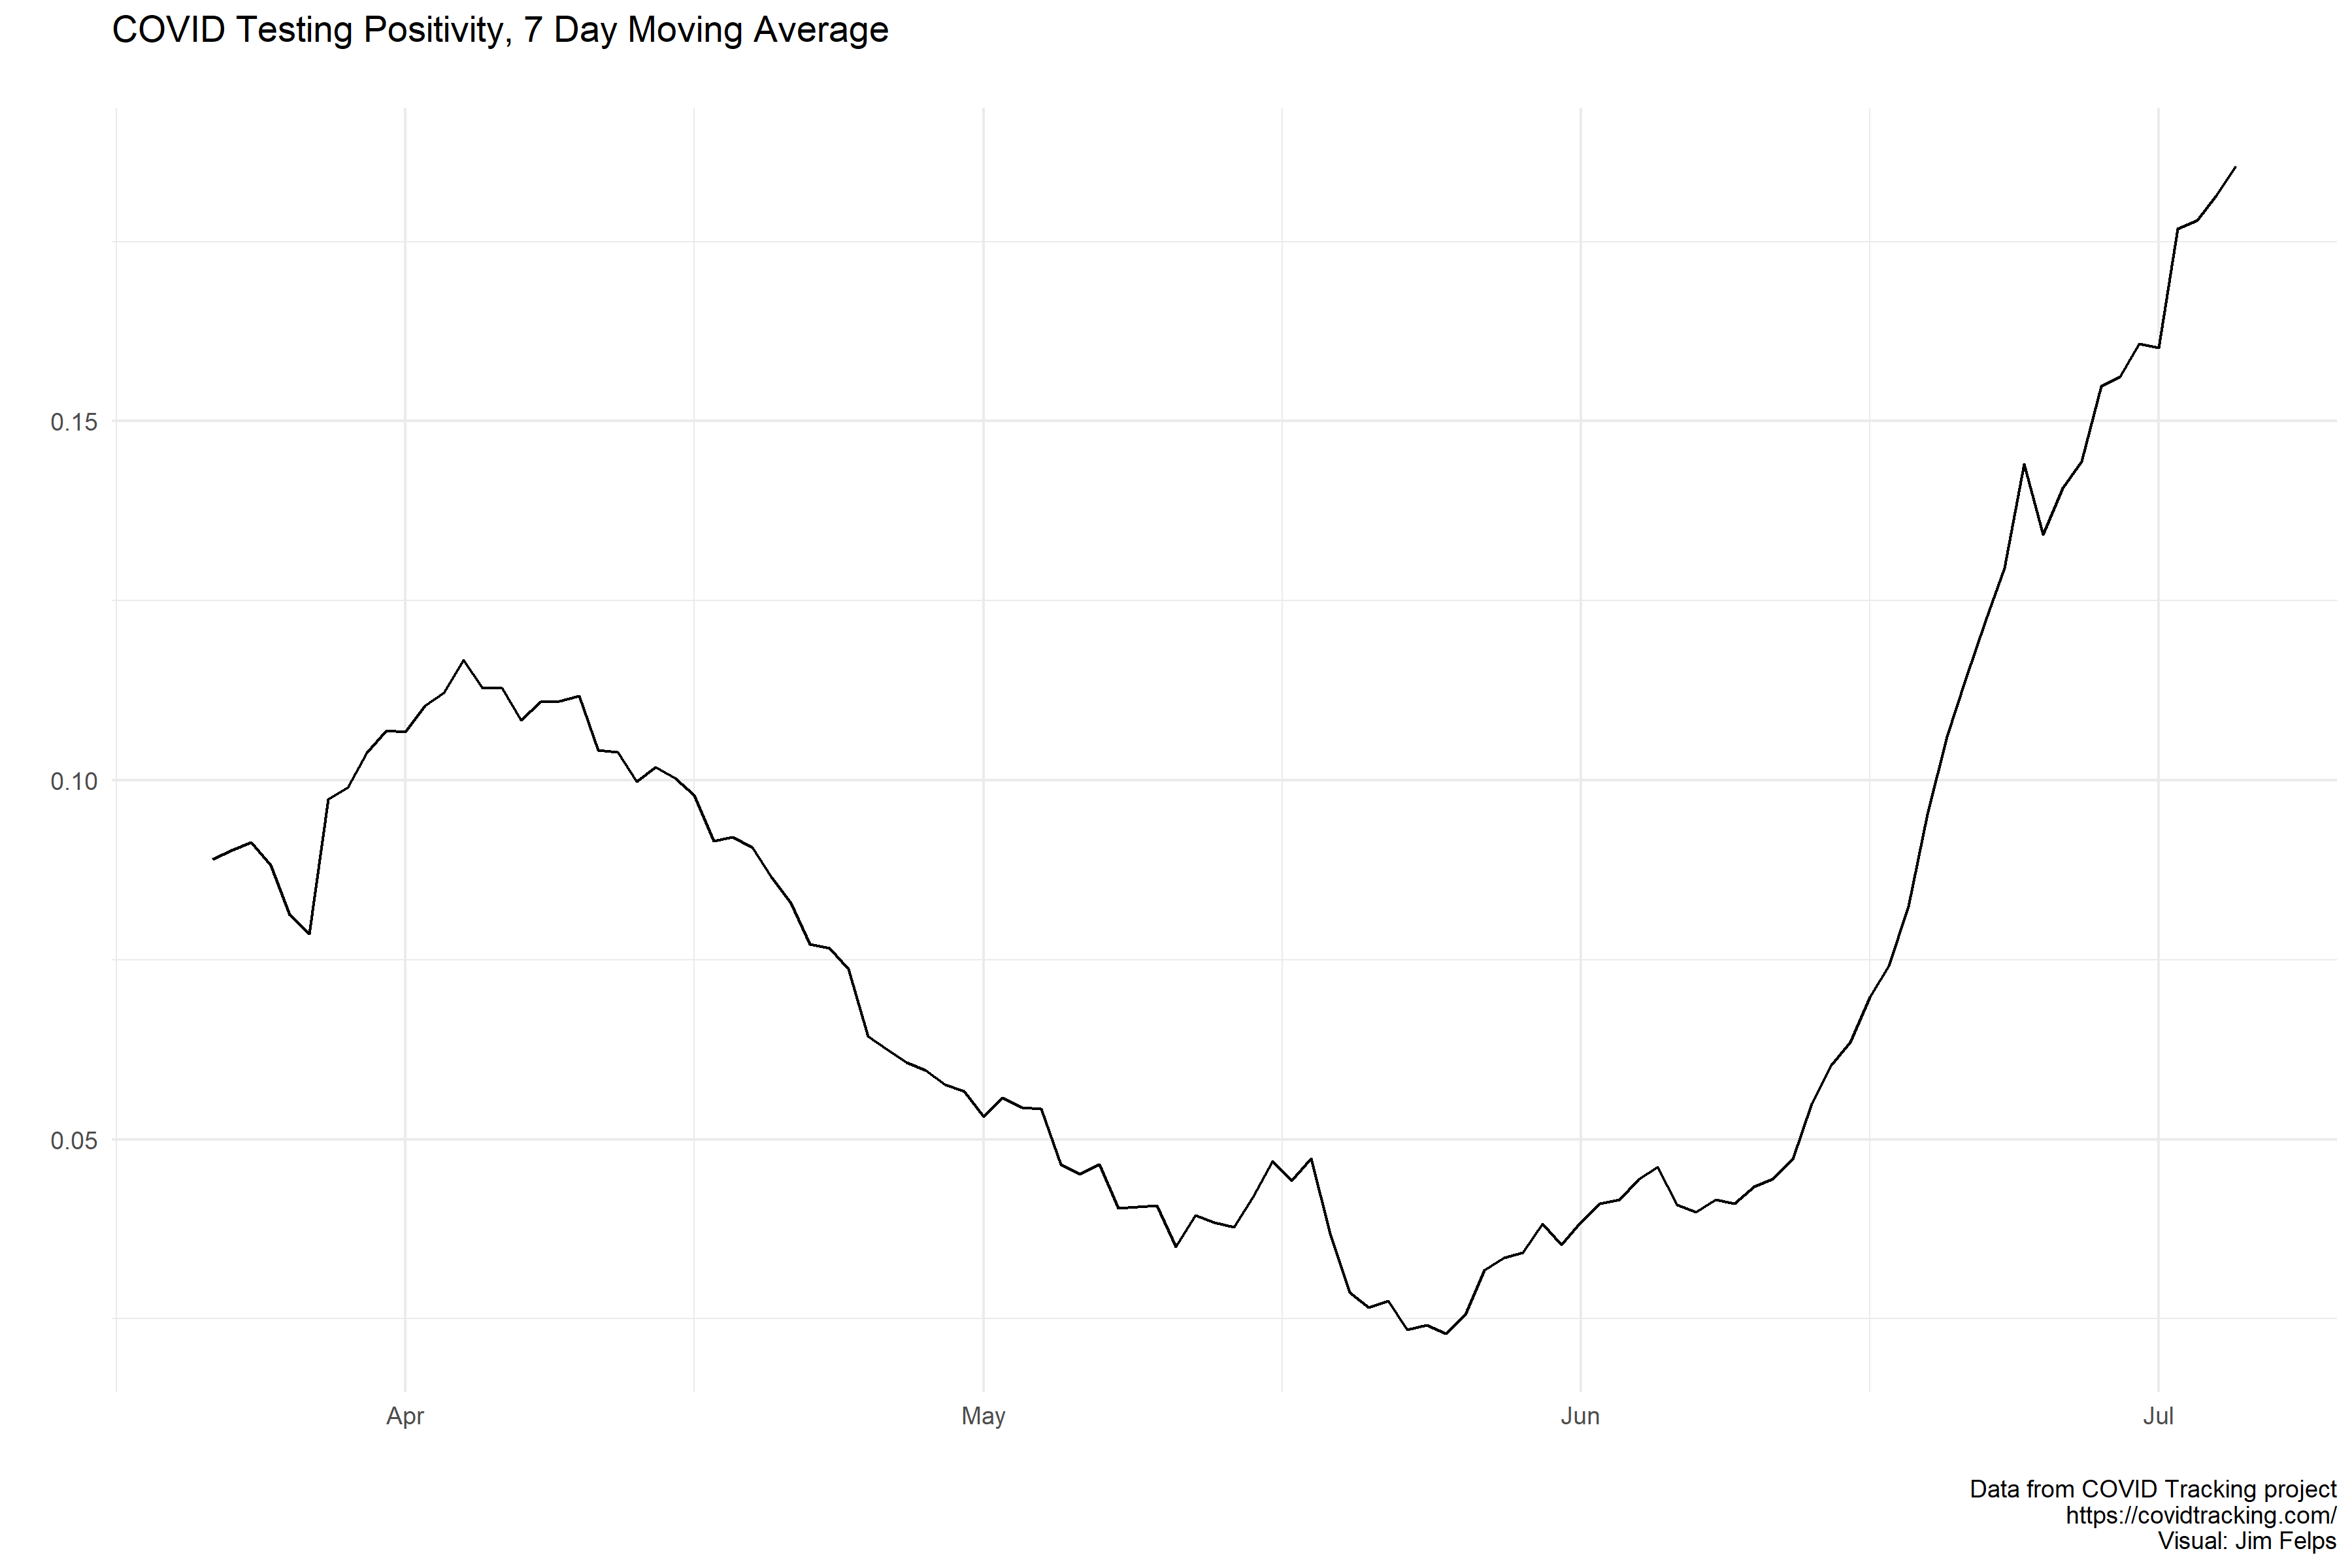 COVID Testing Positivity, 7 Day Moving Average
0.15
0.10
0.05
Apr May Jun Jul
Data from COVID Tracking project
https://covidtracking.com/
Visual: Jim Felps